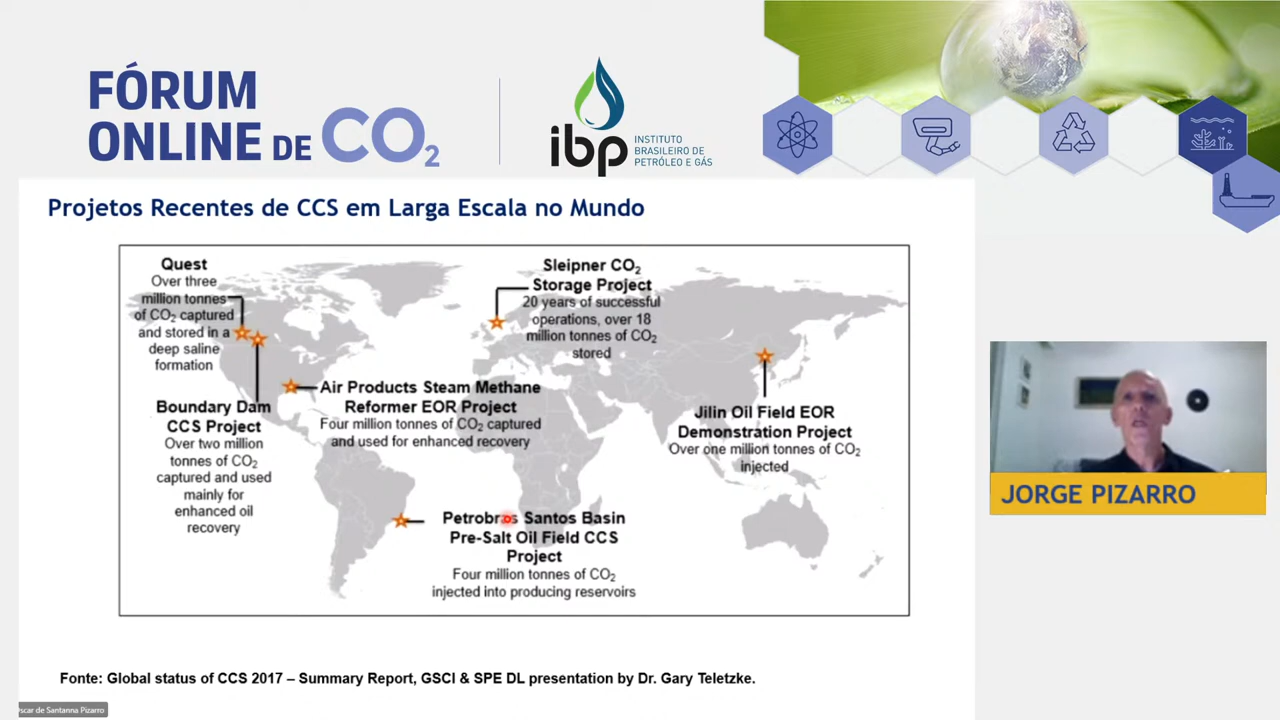 FÓRUM
ONLINE DE CO2
ibp
INSTITUTO
BRASILEIRO DE
PETRÓLEO E GÁS
Projetos Recentes de CCS em Larga Escala no Mundo
Quest
Over three
million tonnes
of CO2 captured
and stored in a
deep saline
formation
Sleipner CO2
Storage Project
20 years of successful
operations, over 18
million tonnes of CO2
stored
Air Products Steam Methane
Reformer EOR Project
Four million tonnes of CO2 captured
and used for enhanced recovery
Boundary Dam
CCS Project
Over two million
tonnes of CO2
captured and used
mainly for
enhanced oil
recovery
Jilin Oil Field EOR
Demonstration Project
Over one million tonnes of CO2
injected
Petrobras Santos Basin
Pre-Salt Oil Field CCS
Project
Four million tonnes of CO2
injected into producing reservoirs
JORGE PIZARRO
Fonte: Global status of CCS 2017 – Summary Report, GSCI & SPE DL presentation by Dr. Gary Teletzke.
de Santanna Pizarro